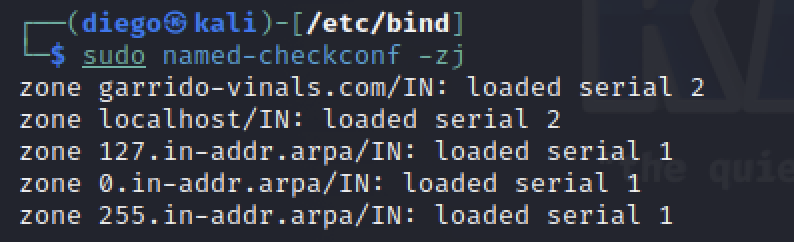 ┌──(diego㉿kali)-[/etc/bind]
└─$ sudo named-checkconf -zj
zone garrido-vinals.com/IN: loaded serial 2
zone localhost/IN: loaded serial 2
zone 127.in-addr.arpa/IN: loaded serial 1
zone 0.in-addr.arpa/IN: loaded serial 1
zone 255.in-addr.arpa/IN: loaded serial 1